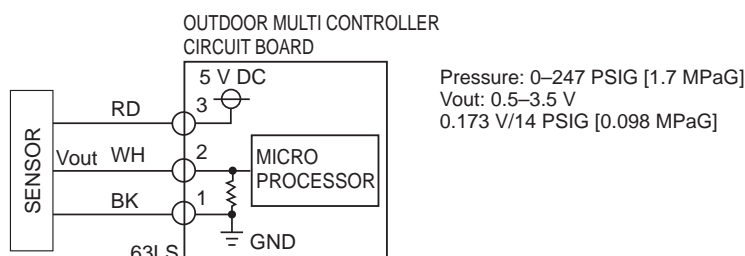 OUTDOOR MULTI CONTROLLER
CIRCUIT BOARD
5 V DC
Pressure: 0–247 PSIG [1.7 MPaG]
Vout: 0.5–3.5 V
0.173 V/14 PSIG [0.098 MPaG]
SENSOR
RD
3
Vout WH
2
MICRO
PROCESSOR
BK
1
GND
63LS